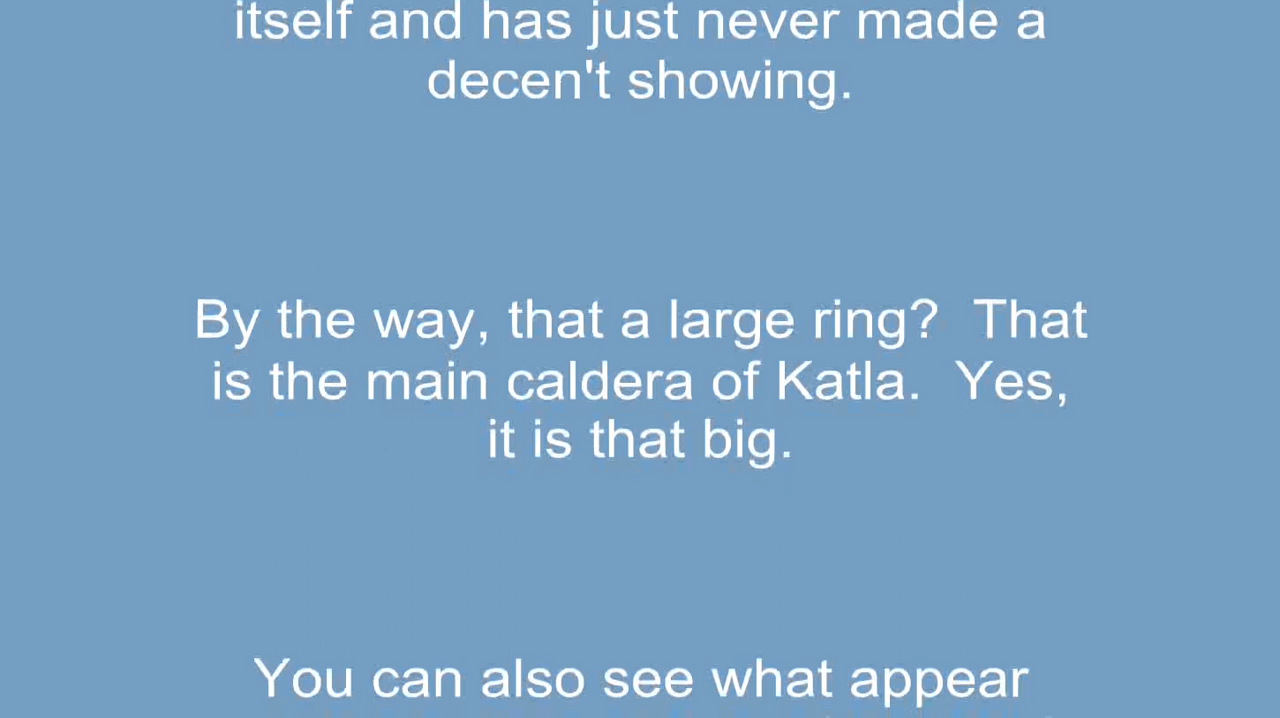 itself and has just never made a
decen't showing.
By the way, that a large ring?  That
is the main caldera of Katla.  Yes,
it is that big.
You can also see what appear